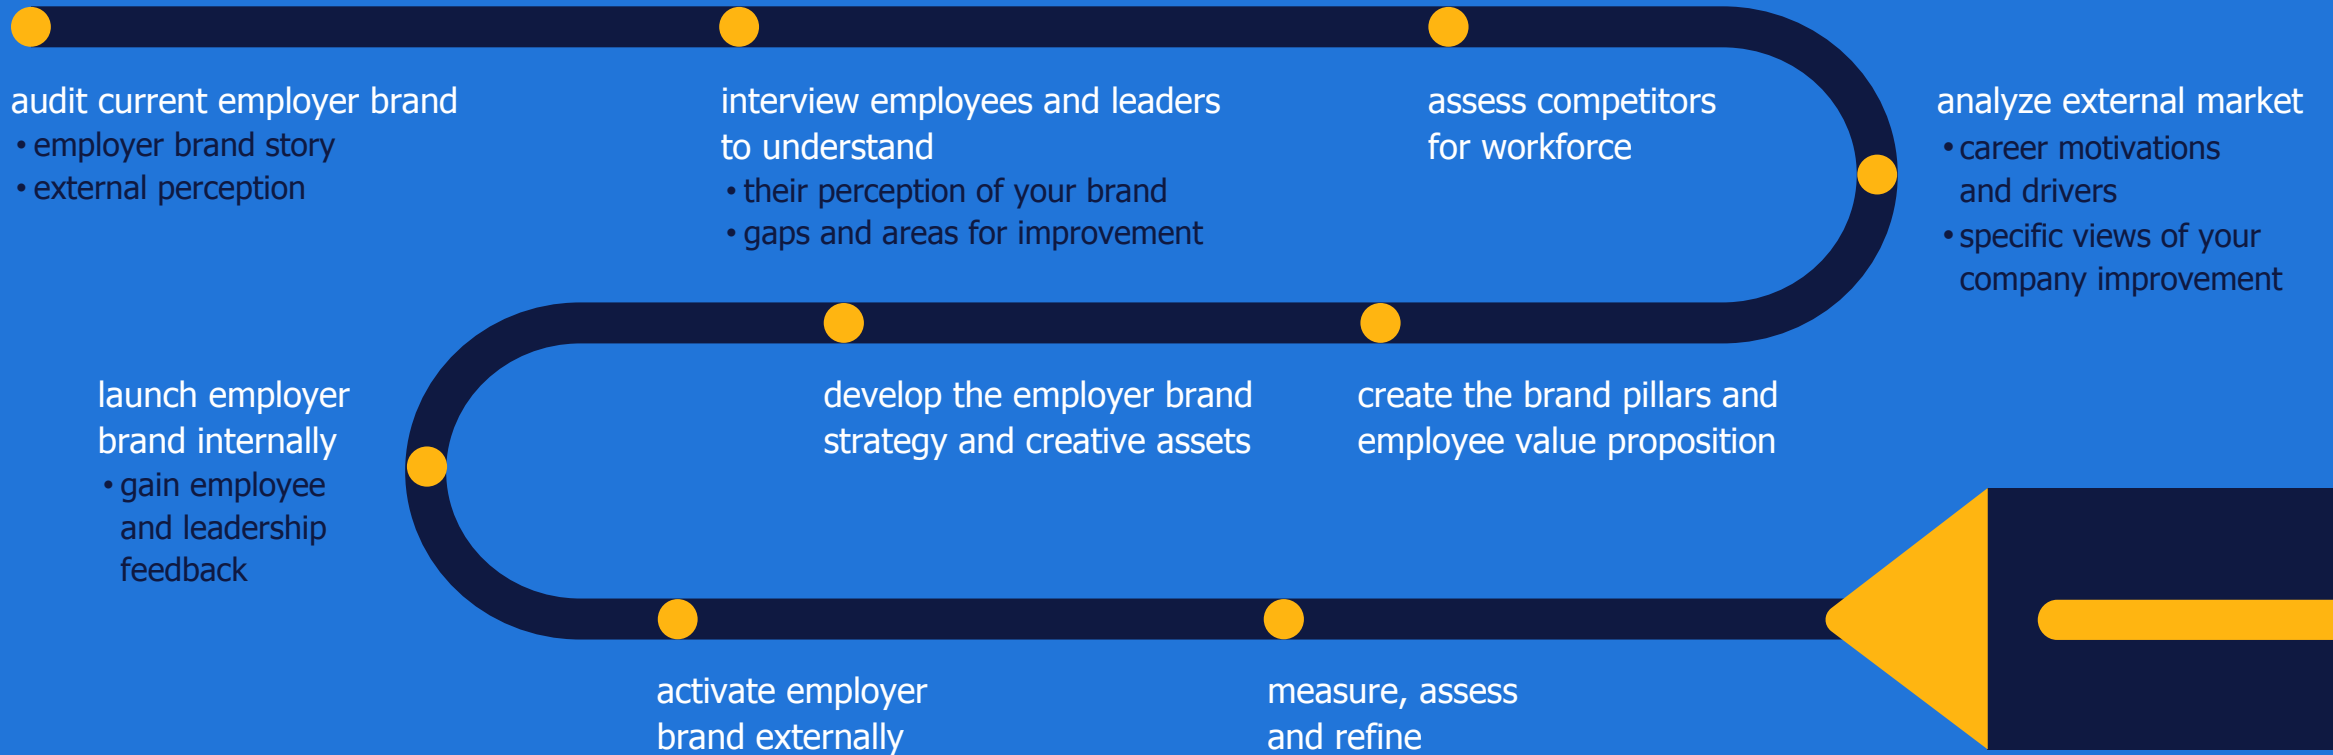 audit current employer brand
• employer brand story
• external perception
interview employees and leaders
to understand
• their perception of your brand
• gaps and areas for improvement
assess competitors
for workforce
analyze external market
• career motivations
and drivers
• specific views of your
company improvement
create the brand pillars and
employee value proposition
develop the employer brand
strategy and creative assets
launch employer
brand internally
• gain employee
and leadership
feedback
activate employer
brand externally
measure, assess
and refine